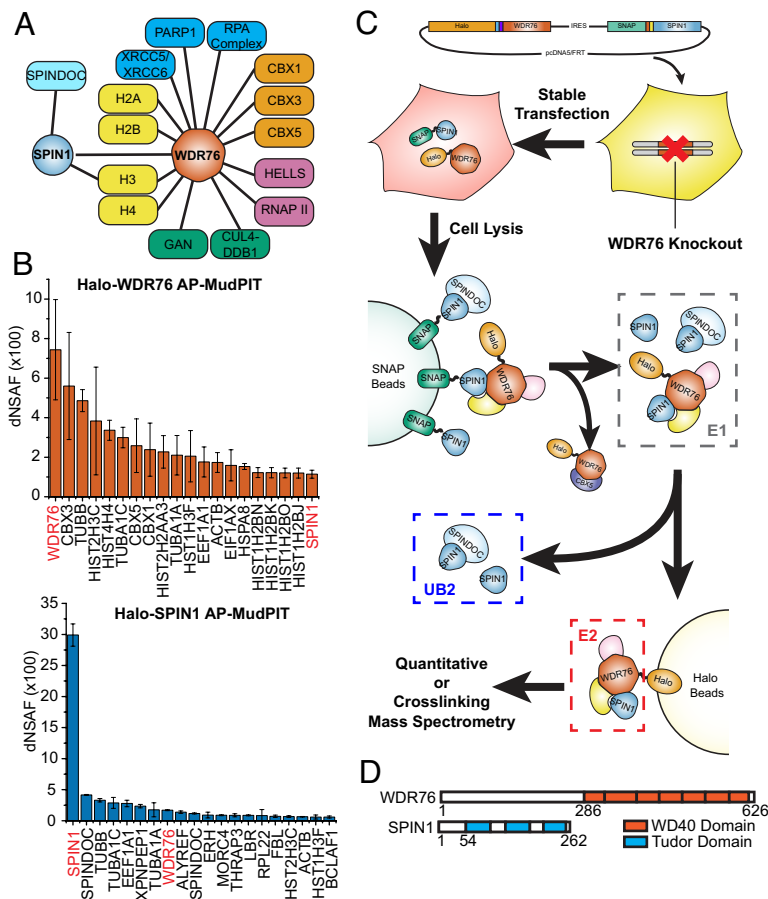 A
PARP1
RPA
Complex
XRCC5/
XRCC6
CBX1
SPINDOC
H2A
CBX3
H2B
CBX5
SPIN1
WDR76
H3
HELLS
H4
RNAP II
GAN
CUL4-
DDB1
B
Halo-WDR76 AP-MudPIT
dNSAF (x100)
10
8
6
4
2
0
WDR76
CBX3
TUBB
HIST2H3C
HIST4H4
TUBA1C
CBX5
CBX1
HIST2H2AA3
TUBA1A
HST1H3F
EEF1A1
ACTB
EIF1AX
HSPA8
HIST1H2BN
HIST1H2BK
HIST1H2BO
HIST1H2BJ
SPIN1
Halo-SPIN1 AP-MudPIT
dNSAF (x100)
35
30
25
20
15
10
5
0
SPIN1
SPINDOC
TUBB
TUBA1C
EEF1A1
XPNPEP1
TUBA1A
WDR76
ALYREF
SPINDOC
ERH
MORC4
THRAP3
LBR
RPL22
FBL
HST2H3C
ACTB
HST1H3F
BCLAF1
C
Halo
WDR76
IRES
SNAP
SPIN1
pcDNA5/FRT
Stable
Transfection
SNAP
SPIN1
Halo
WDR76
WDR76 Knockout
Cell Lysis
SPINDOC
SPIN1
SNAP
Halo
SNAP
Beads
SNAP
SPIN1
WDR76
SNAP
SPIN1
Halo
WDR76
CBX5
SPIN1
SPINDOC
SPIN1
Halo
WDR76
SPIN1
E1
SPINDOC
SPIN1
SPIN1
UB2
E2
WDR76
SPIN1
Halo
Halo
Beads
Quantitative
or
Crosslinking
Mass Spectrometry
D
WDR76
1
286
626
SPIN1
1
54
262
WD40 Domain
Tudor Domain